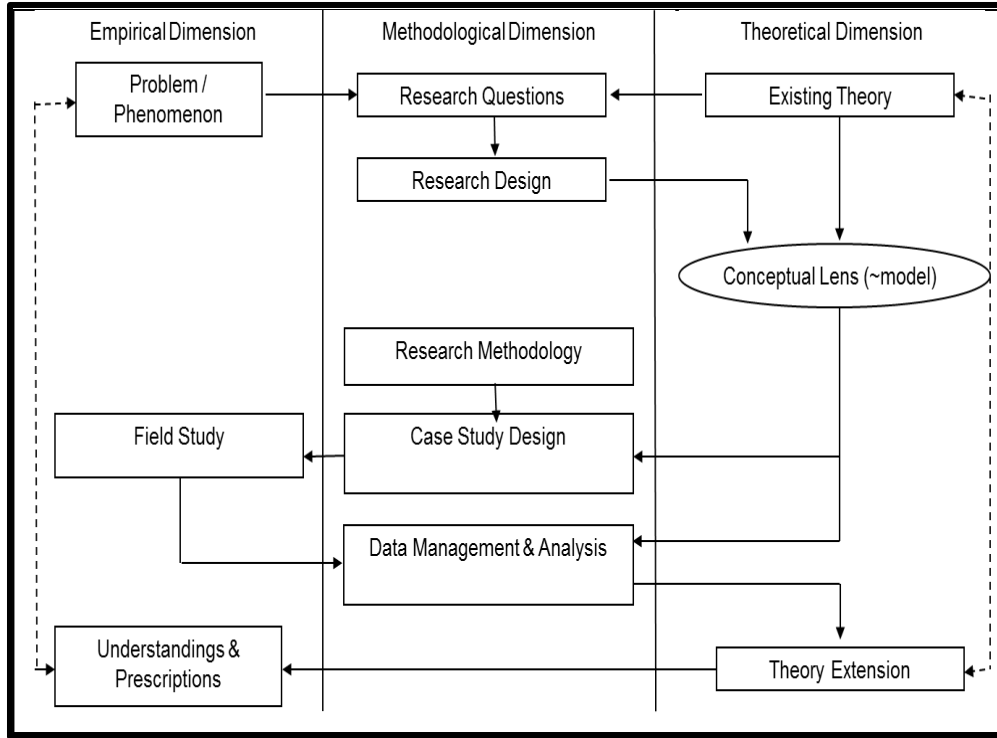 Empirical Dimension
Methodological Dimension
Theoretical Dimension
Problem /
Phenomenon
Research Questions
Existing Theory
Research Design
Conceptual Lens (~model)
Research Methodology
Field Study
Case Study Design
Data Management & Analysis
Understandings &
Prescriptions
Theory Extension